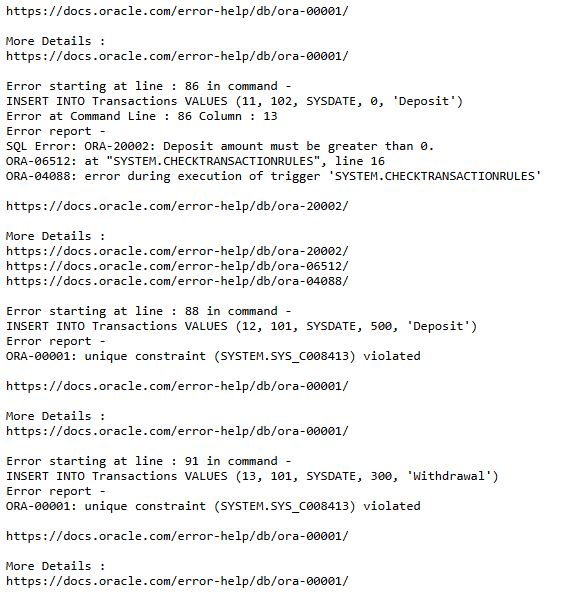 https://docs.oracle.com/error-help/db/ora-00001/
More Details :
https://docs.oracle.com/error-help/db/ora-00001/
Error starting at line : 86 in command -
INSERT INTO Transactions VALUES (11, 102, SYSDATE, 0, 'Deposit')
Error at Command Line : 86 Column : 13
Error report -
SQL Error: ORA-20002: Deposit amount must be greater than 0.
ORA-06512: at "SYSTEM.CHECKTRANSACTIONRULES", line 16
ORA-04088: error during execution of trigger 'SYSTEM.CHECKTRANSACTIONRULES'
https://docs.oracle.com/error-help/db/ora-20002/
More Details :
https://docs.oracle.com/error-help/db/ora-20002/
https://docs.oracle.com/error-help/db/ora-06512/
https://docs.oracle.com/error-help/db/ora-04088/
Error starting at line : 88 in command -
INSERT INTO Transactions VALUES (12, 101, SYSDATE, 500, 'Deposit')
Error report -
ORA-00001: unique constraint (SYSTEM.SYS_C008413) violated
https://docs.oracle.com/error-help/db/ora-00001/
More Details :
https://docs.oracle.com/error-help/db/ora-00001/
Error starting at line : 91 in command -
INSERT INTO Transactions VALUES (13, 101, SYSDATE, 300, 'Withdrawal')
Error report -
ORA-00001: unique constraint (SYSTEM.SYS_C008413) violated
https://docs.oracle.com/error-help/db/ora-00001/
More Details :
https://docs.oracle.com/error-help/db/ora-00001/